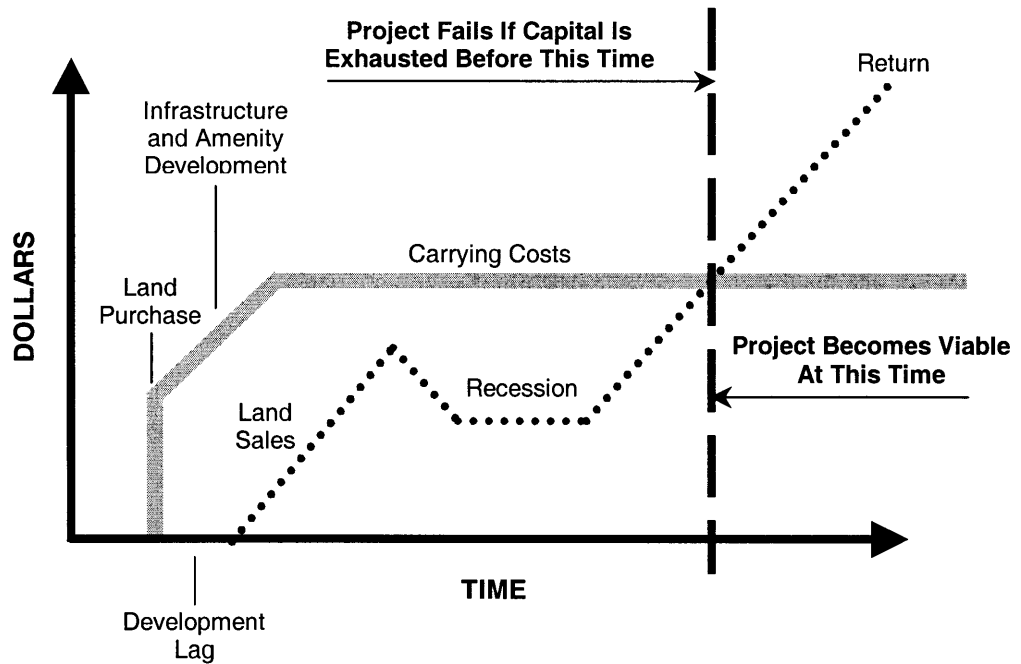 Project Fails If Capital Is
Exhausted Before This Time
Return
Infrastructure
and Amenity
Development
Carrying Costs
Land
Purchase
DOLLARS
Project Becomes Viable
At This Time
Recession
Land
Sales
TIME
Development
Lag